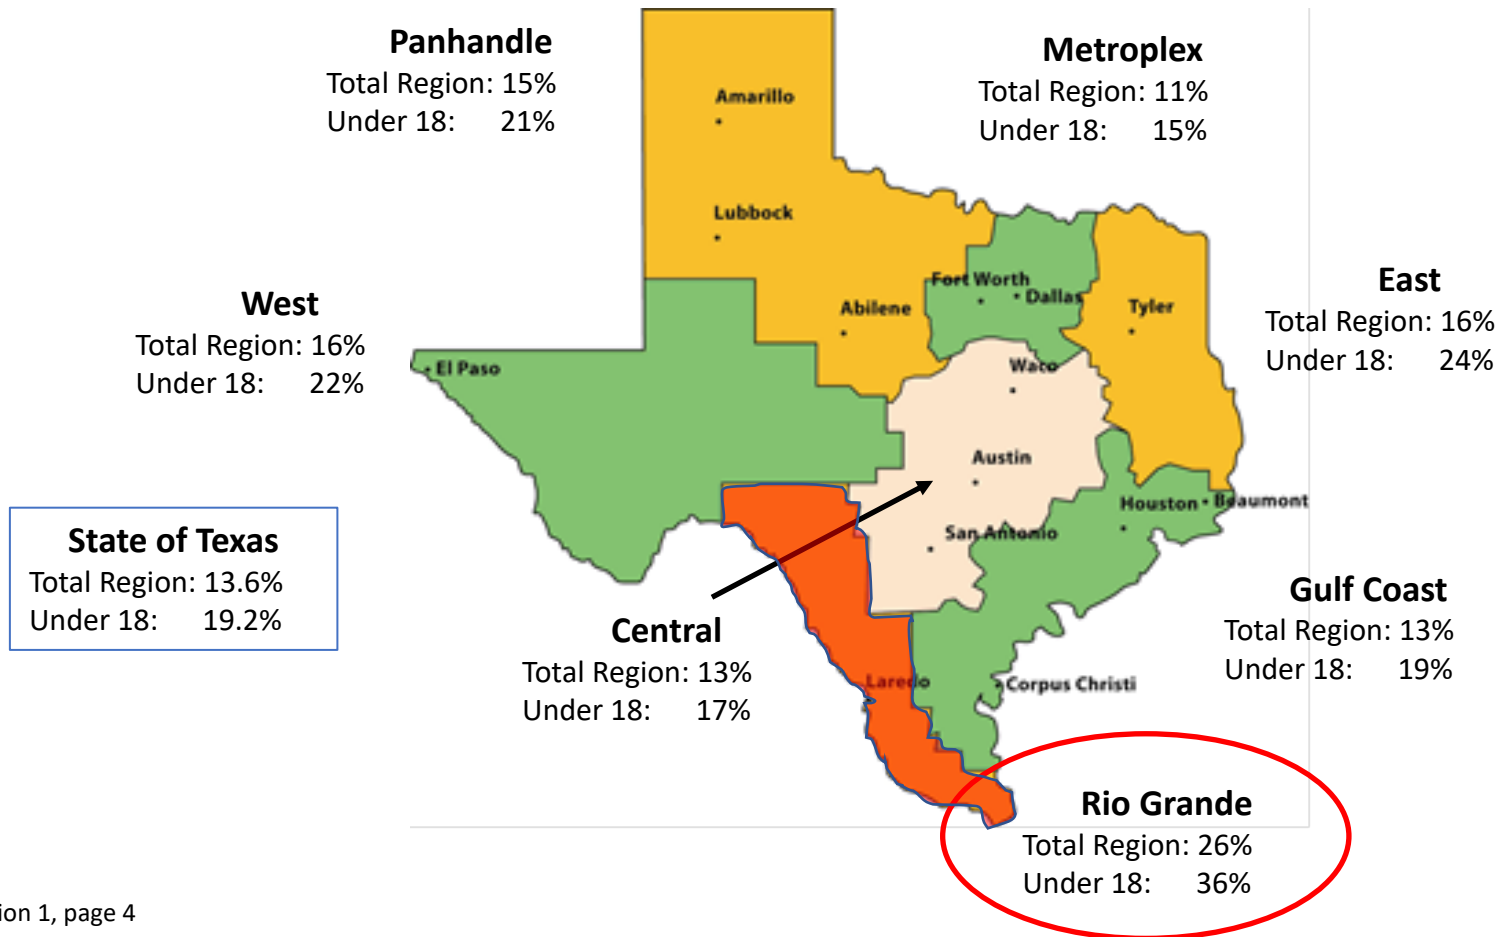 Panhandle
Total Region: 15%
Under 18: 21%
Metroplex
Total Region: 11%
Under 18: 15%
Amarillo
Lubbock
Fort Worth
Dallas
Abilene
Tyler
West
Total Region: 16%
Under 18: 22%
East
Total Region: 16%
Under 18: 24%
El Paso
Waco
Austin
Houston
Beaumont
San Antonio
State of Texas
Total Region: 13.6%
Under 18: 19.2%
Central
Total Region: 13%
Under 18: 17%
Gulf Coast
Total Region: 13%
Under 18: 19%
Laredo
Corpus Christi
Rio Grande
Total Region: 26%
Under 18: 36%
ion 1, page 4